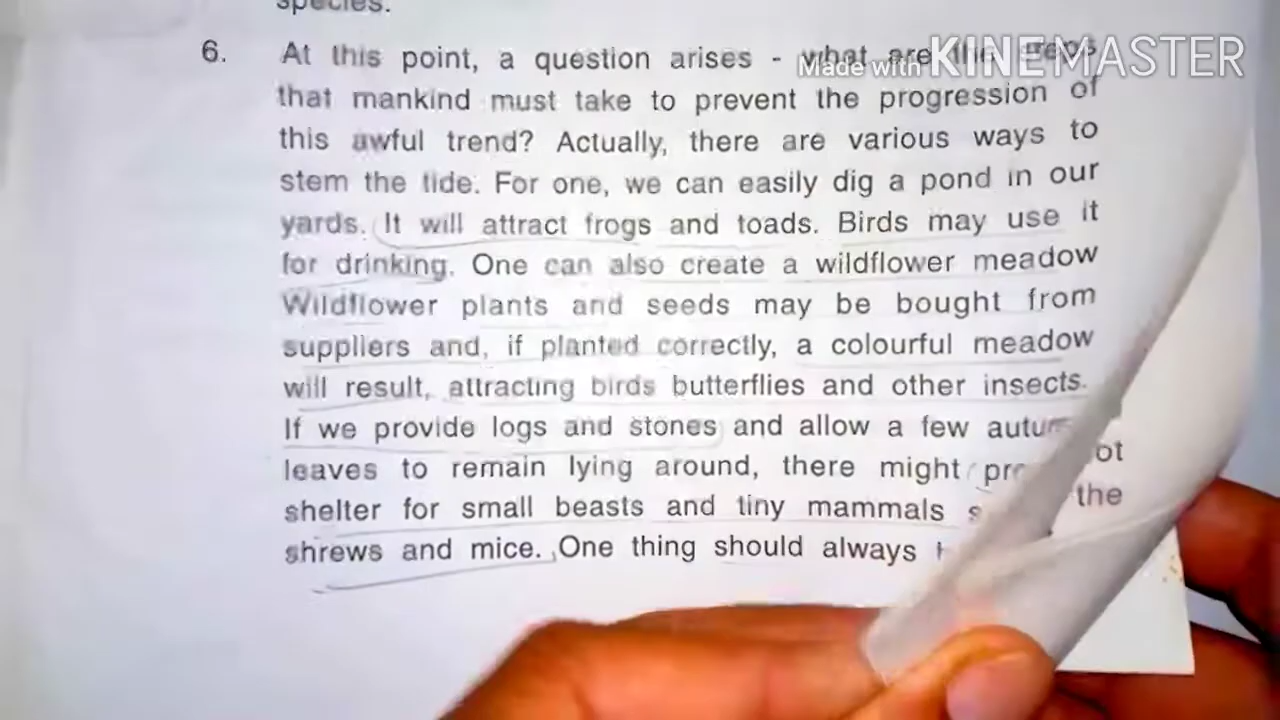 species.
6. At this point, a question arises - what are the steps
Made with KINEMASTER
that mankind must take to prevent the progression of
this awful trend? Actually, there are various ways to
stem the tide. For one, we can easily dig a pond in our
yards. It will attract frogs and toads. Birds may use it
for drinking. One can also create a wildflower meadow
Wildflower plants and seeds may be bought from
suppliers and, if planted correctly, a colourful meadow
will result, attracting birds butterflies and other insects.
If we provide logs and stones and allow a few
leaves to remain lying around, there might ot
shelter for small beasts and tiny mammals the
shrews and mice. One thing should always